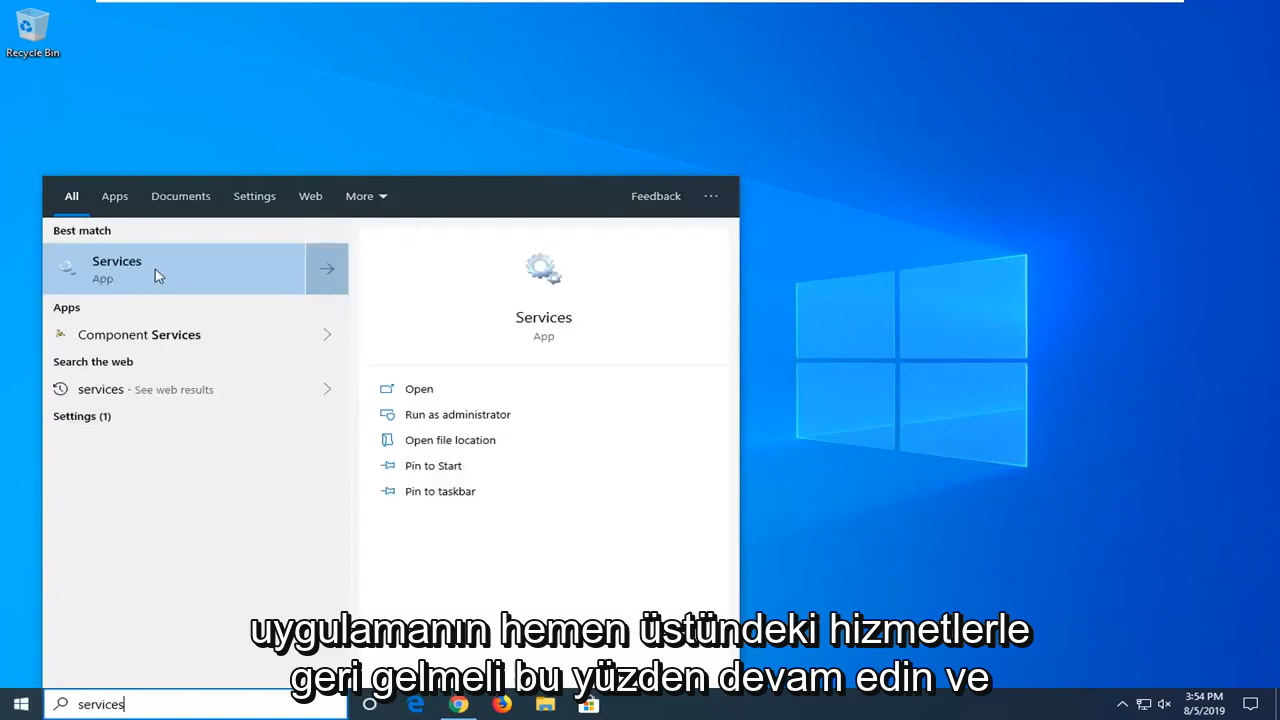 Recycle Bin
All Apps Documents Settings Web More Feedback ...
Best match
Services
App
Apps
Component Services
Search the web
services - See web results
Settings (1)
Services
App
Open
Run as administrator
Open file location
Pin to Start
Pin to taskbar
uygulamanın hemen üstündeki hizmetlerle
geri gelmeli bu yüzden devam edin ve
services
3:54 PM
8/5/2019